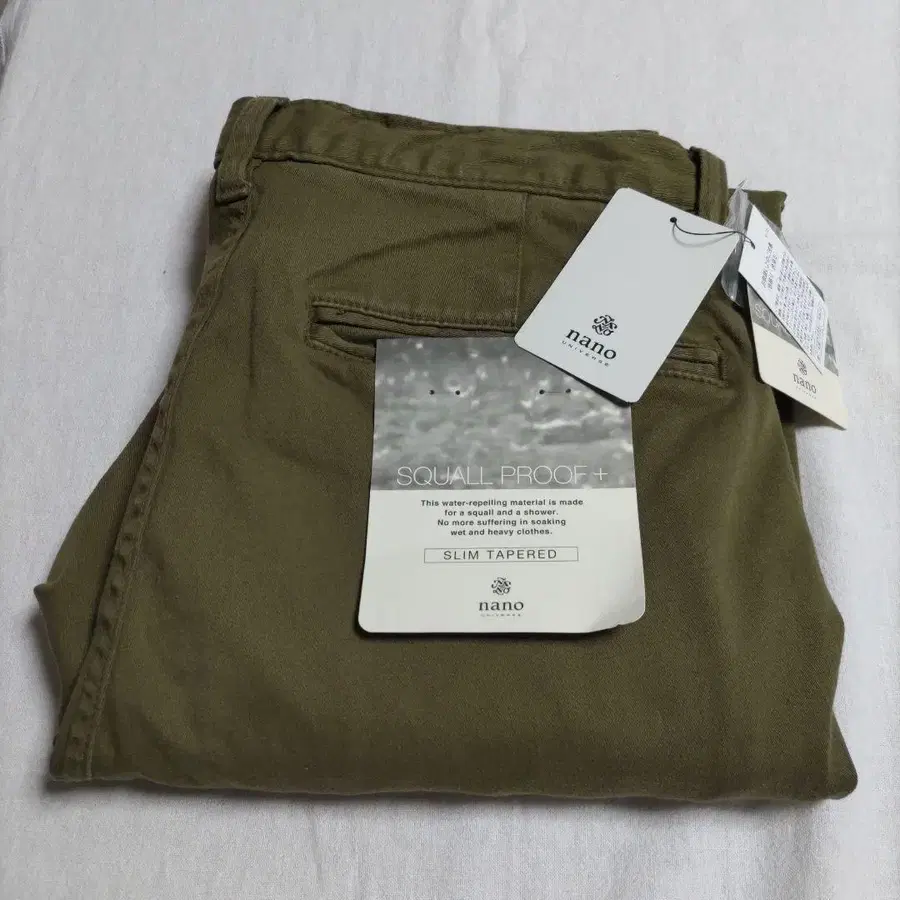 nano
UNIVERSE
nano
SQUALL PROOF +
This water-repelling material is made
for a squall and a shower.
No more suffering in soaking
wet and heavy clothes.
SLIM TAPERED
nano
UNIVERSE